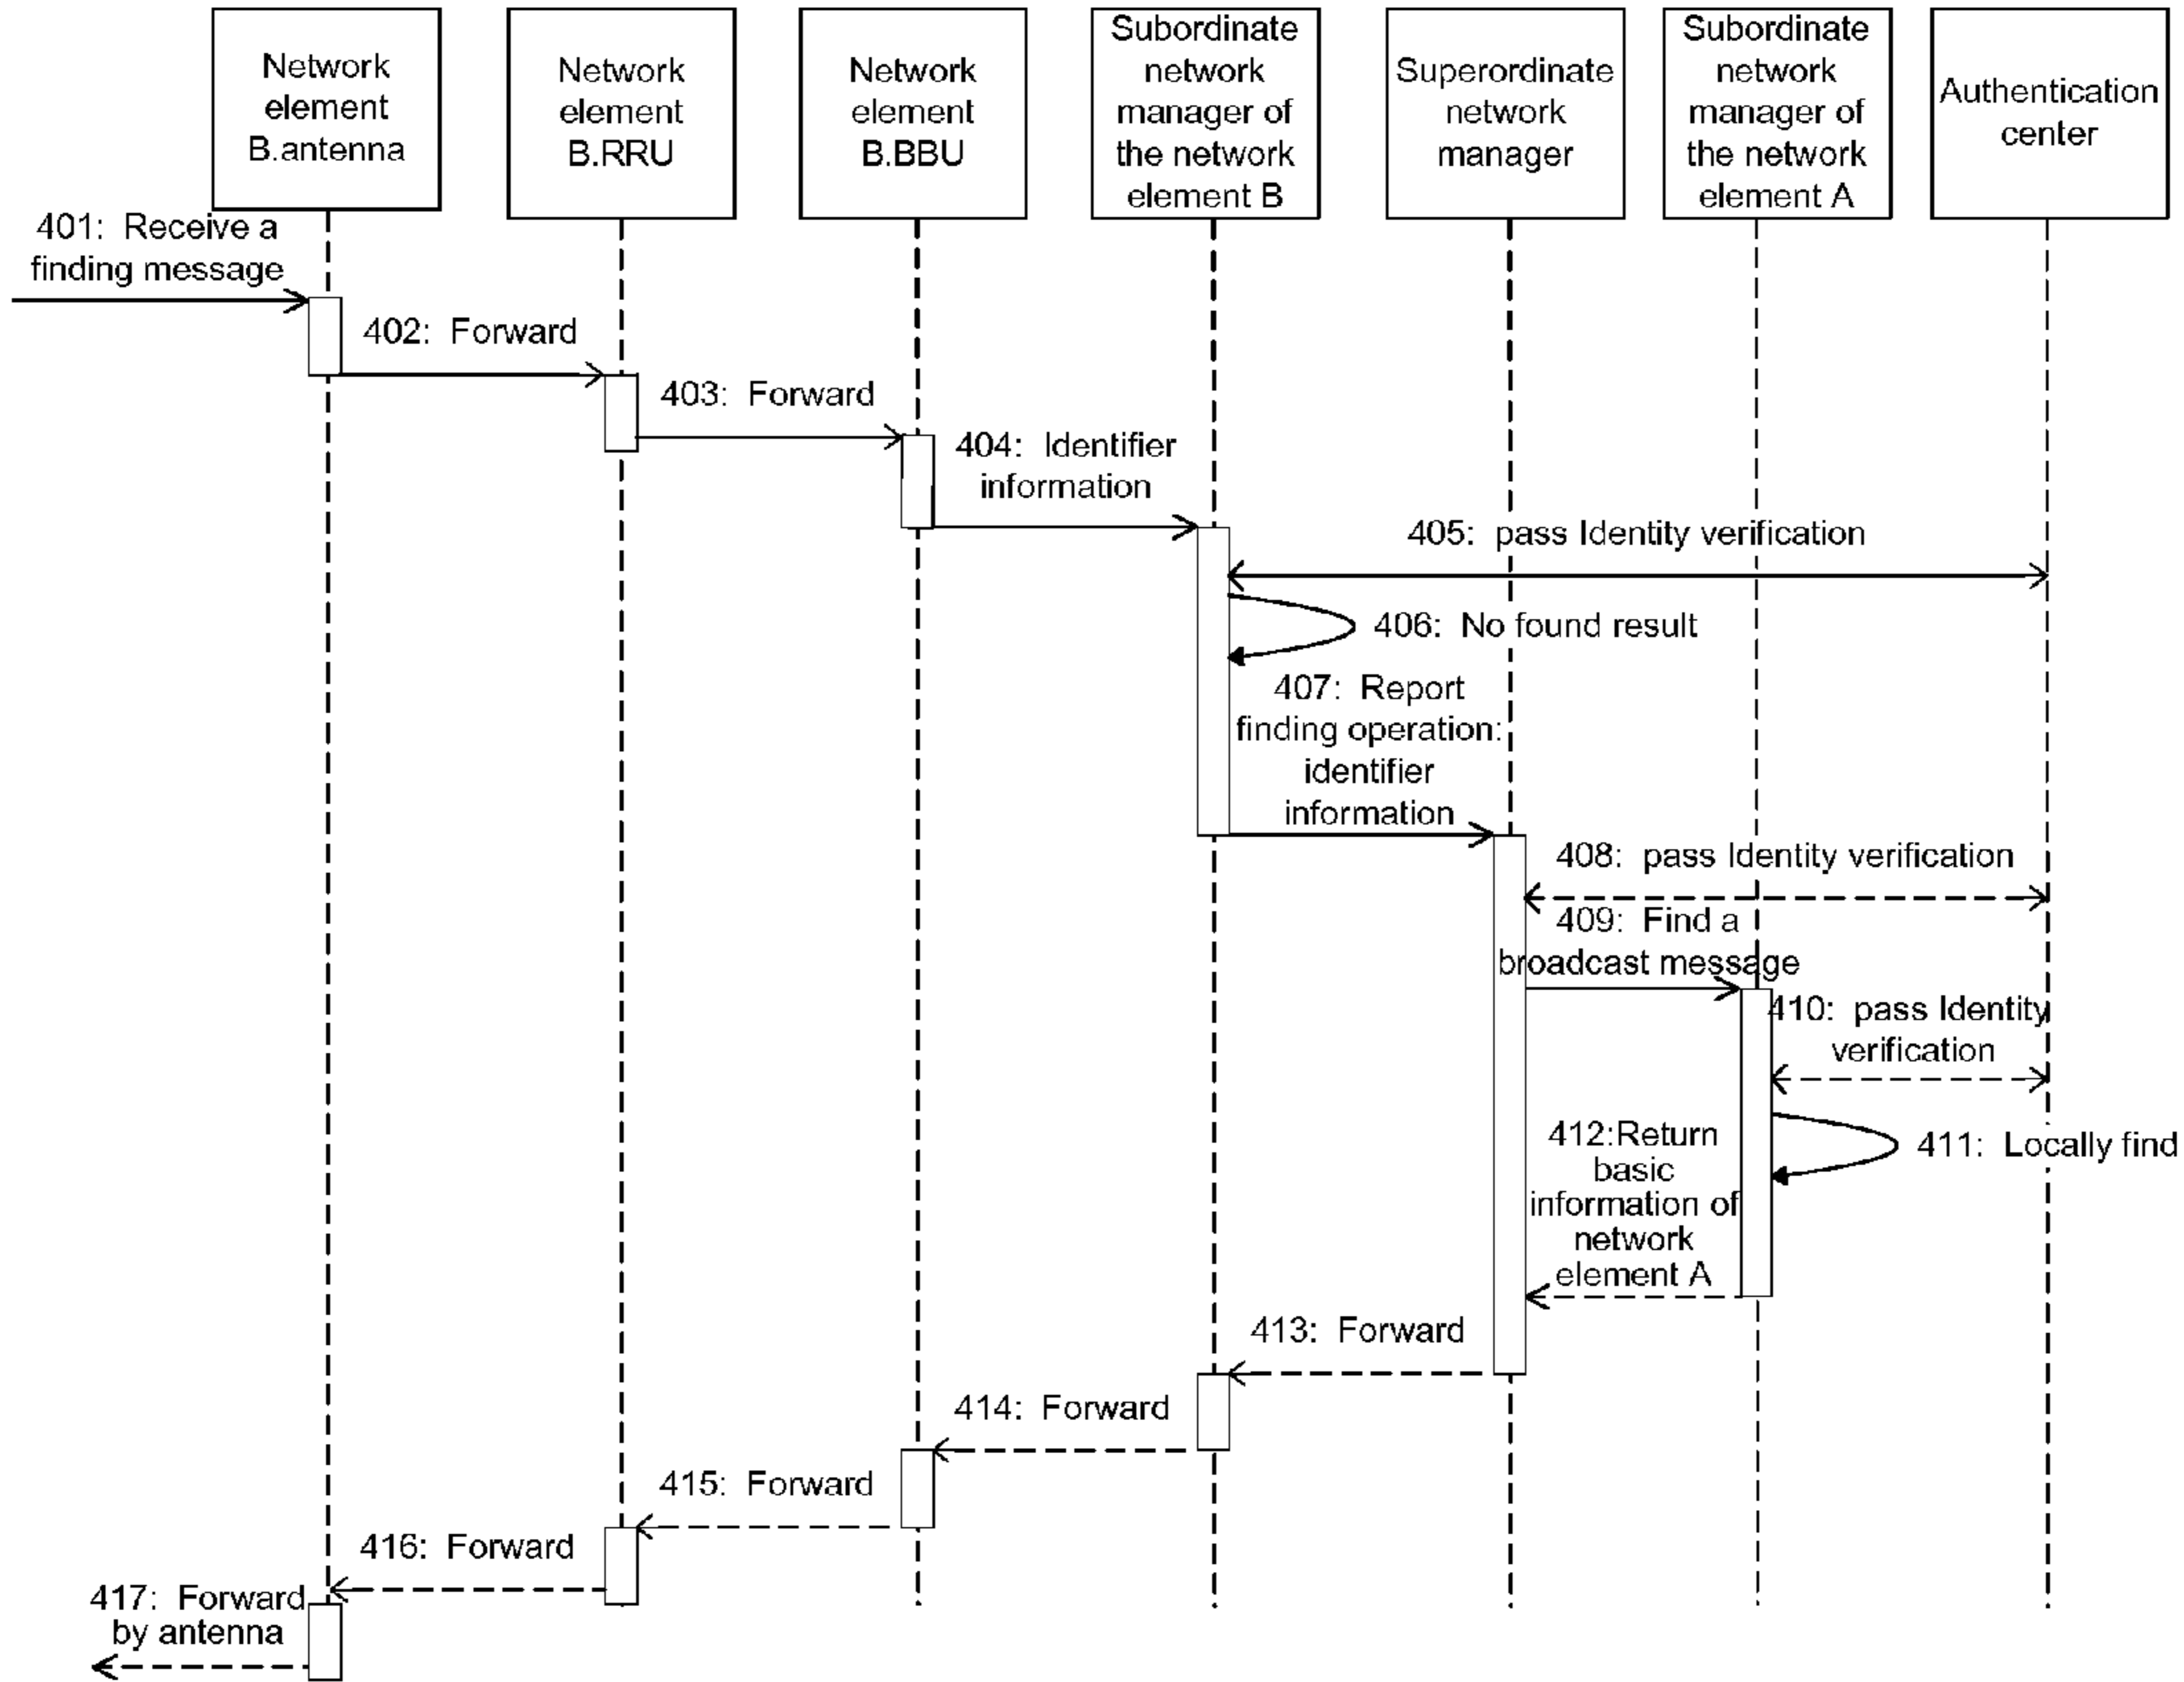 Network
element
B.antenna
Network
element
B.RRU
Network
element
B.BBU
Subordinate
network
manager of
the network
element B
Superordinate
network
manager
Subordinate
network
manager of
the network
element A
Authentication
center
401: Receive a
finding message
402: Forward
403: Forward
404: Identifier
information
405: pass Identity verification
406: No found result
407: Report
finding operation:
identifier
information
408: pass Identity verification
409: Find a
broadcast message
410: pass Identity
verification
411: Locally find
412:Return
basic
information of
network
element A
413: Forward
414: Forward
415: Forward
416: Forward
417: Forward
by antenna